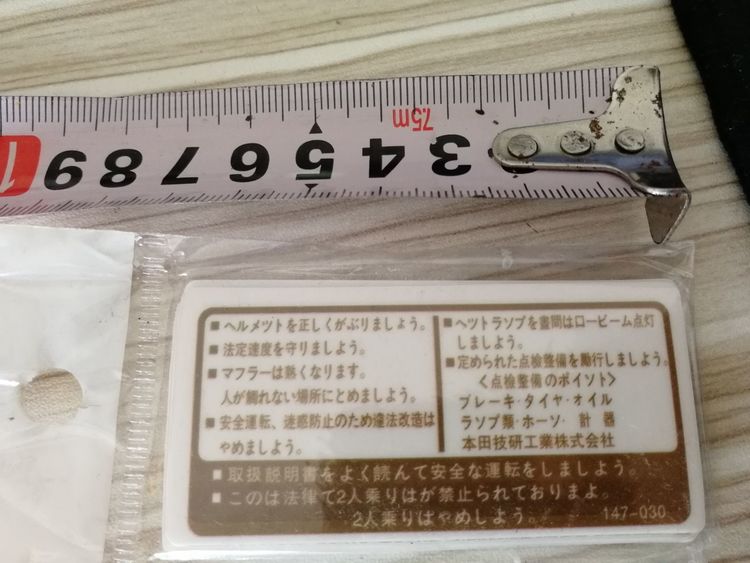 7.5m
3 4 5 6 7 8 9 1
■ヘルメツトを正しくがぶりましょう。
■法定速度を守りましよう。
■マフラーは熱くなります。
人が觸れない場所にとめましよう。
■安全運転、迷惑防止のため違法改造は
やめましょう。
■ヘツトラソプを晝間はロービーム点灯
しましよう。
■定められた点検整備を励行しましよう。
〈点検整備のポイソト〉
ブレーキ·タイヤ·オイル
ラソプ類·ホーソ· 計 器
本田技研工業株式会社
■取扱説明書をよく読んて安全な運転をしましよう。
■このは法律で2人乗りはが禁止られておりまよ。
2人乗りはやめしよう。 147-030